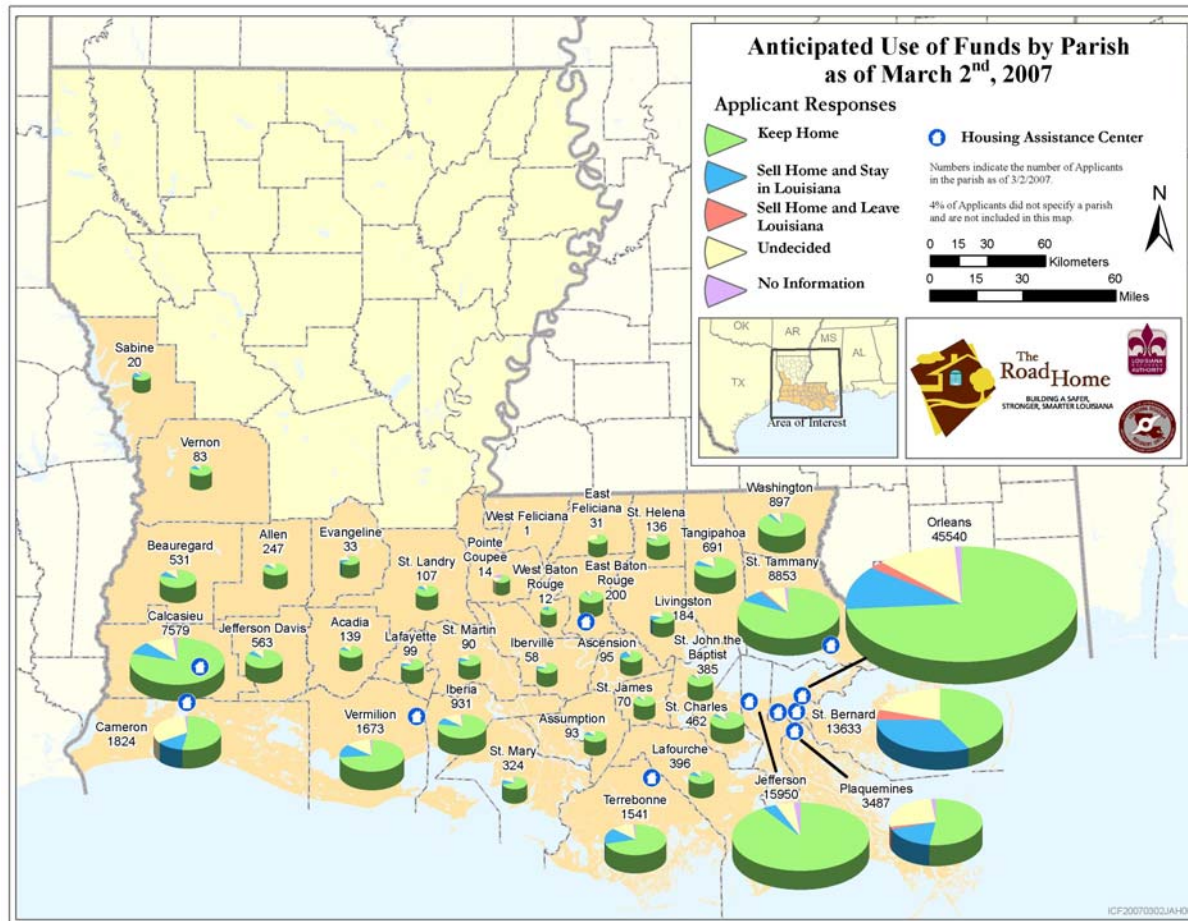 Anticipated Use of Funds by Parish
as of March 2nd, 2007
Applicant Responses
Keep Home
Sell Home and Stay
in Louisiana
Sell Home and Leave
Louisiana
Undecided
No Information
Housing Assistance Center
Numbers indicate the number of Applicants
in the parish as of 3/2/2007.
4% of Applicants did not specify a parish
and are not included in this map.
N
0 15 30 60
Kilometers
0 15 30 60
Miles
OK
AR
MS
AL
TX
Area of Interest
The
Road Home
BUILDING A SAFER,
STRONGER, SMARTER LOUISIANA
LOUISIANA
AUTHORITY
Sabine
20
Vernon
83
Beauregard
531
Allen
247
Evangeline
33
St. Landry
107
Pointe
Coupee
14
West Feliciana
1
East
Feliciana
31
St. Helena
136
Tangipahoa
691
Washington
897
Orleans
45540
St. Tammany
8853
West Baton
Rouge
12
East Baton
Rouge
200
Livingston
184
Calcasieu
7579
Jefferson Davis
563
Acadia
139
Lafayette
99
St. Martin
90
Iberville
58
Ascension
95
St. John the
Baptist
385
Cameron
1824
Vermilion
1673
Iberia
931
St. Mary
324
Assumption
93
St. James
70
St. Charles
462
Lafourche
396
Terrebonne
1541
Jefferson
15950
St. Bernard
13633
Plaquemines
3487